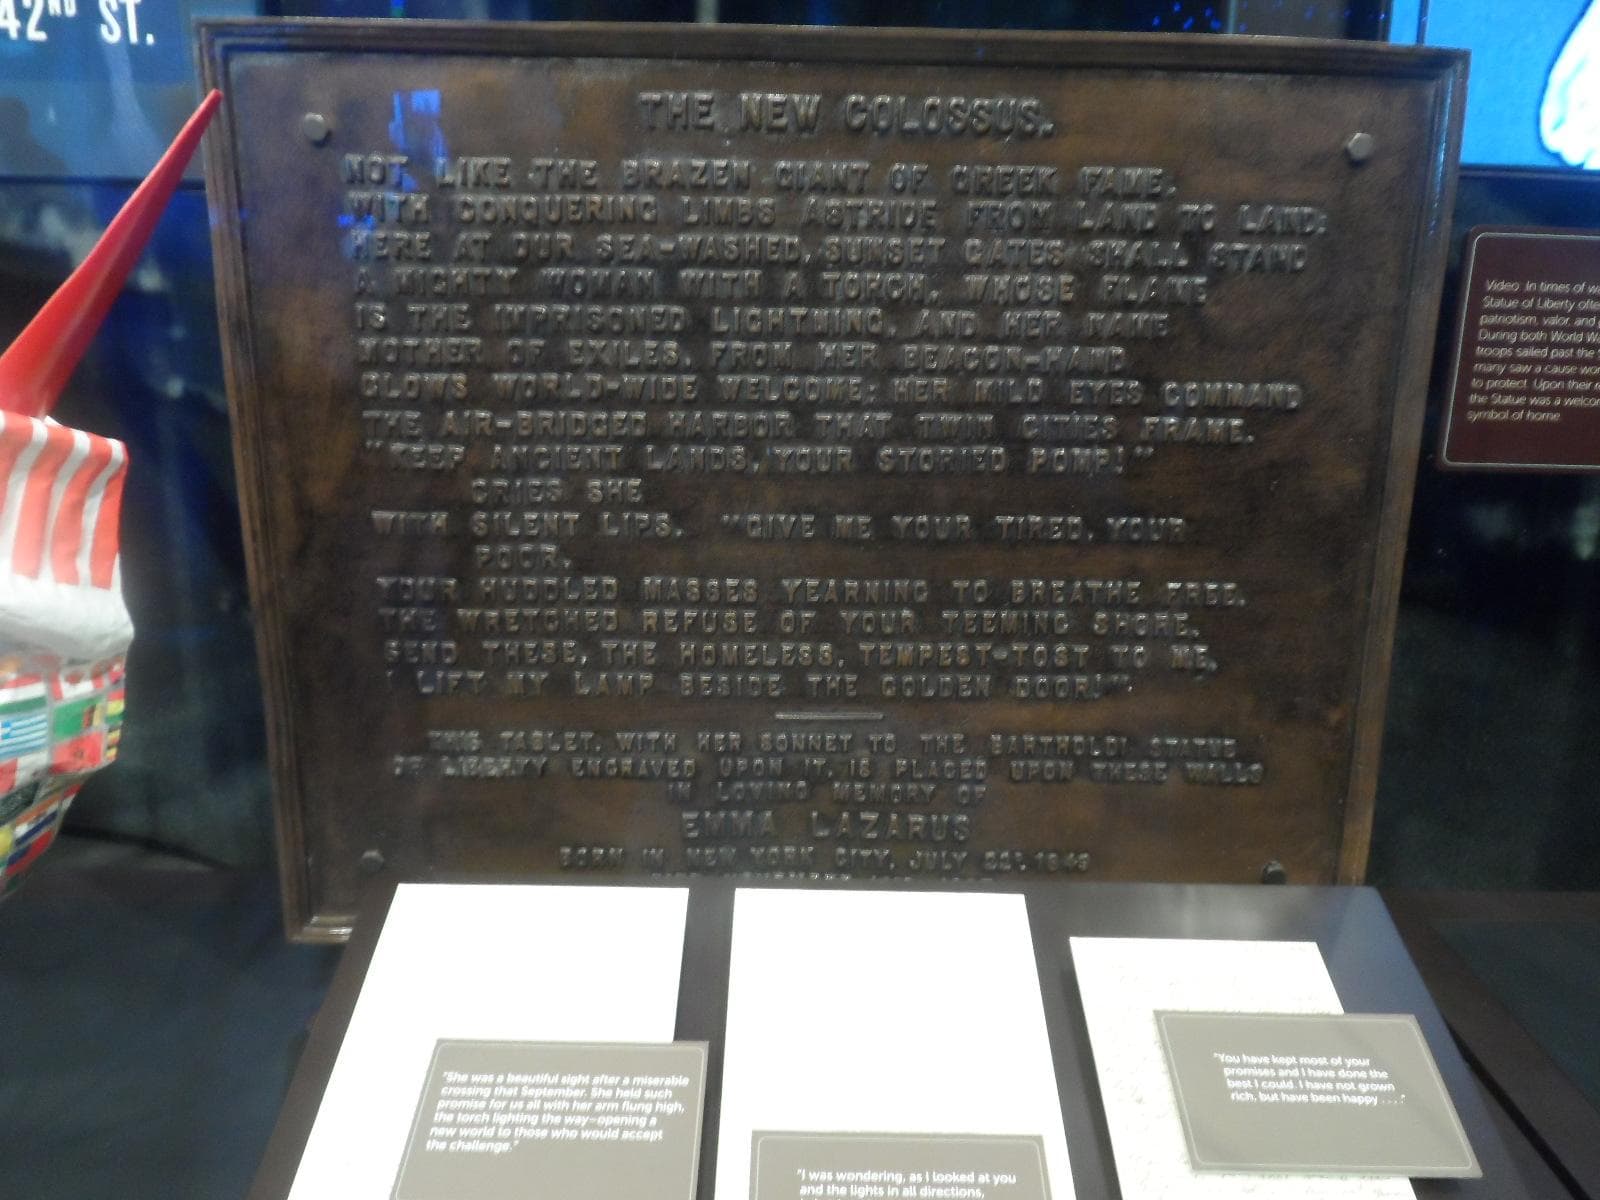 42ND ST.
THE NEW COLOSSUS.
NOT LIKE THE BRAZEN GIANT OF GREEK FAME,
WITH CONQUERING LIMBS ASTRIDE FROM LAND TO LAND;
HERE AT OUR SEA-WASHED, SUNSET GATES SHALL STAND
A MIGHTY WOMAN WITH A TORCH, WHOSE FLAME
IS THE IMPRISONED LIGHTNING, AND HER NAME
MOTHER OF EXILES. FROM HER BEACON-HAND
GLOWS WORLD-WIDE WELCOME; HER MILD EYES COMMAND
THE AIR-BRIDGED HARBOR THAT TWIN CITIES FRAME.
"KEEP ANCIENT LANDS, YOUR STORIED POMP!"
CRIES SHE
WITH SILENT LIPS. "GIVE ME YOUR TIRED, YOUR
POOR,
YOUR HUDDLED MASSES YEARNING TO BREATHE FREE,
THE WRETCHED REFUSE OF YOUR TEEMING SHORE.
SEND THESE, THE HOMELESS, TEMPEST-TOST TO ME,
I LIFT MY LAMP BESIDE THE GOLDEN DOOR!"
THIS TABLET, WITH HER SONNET TO THE BARTHOLDI STATUE
OF LIBERTY ENGRAVED UPON IT, IS PLACED UPON THESE WALLS
IN LOVING MEMORY OF
EMMA LAZARUS
BORN IN NEW YORK CITY, JULY
Video: In times of
Statue of Liberty
patriotism, valor, and
During both World
troops sailed past the
many saw a cause
to protect. Upon their
the Statue was a
symbol of home.
"She was a beautiful sight after a miserable
crossing that September. She held such
promise for us all with her arm flung high,
the torch lighting the way—opening a
new world to those who would accept
the challenge."
"I was wondering, as I looked at you
and the lights in all directions,
"You have kept most of your
promises and I have done the
best I could. I have not grown
rich, but have been happy . . . ."